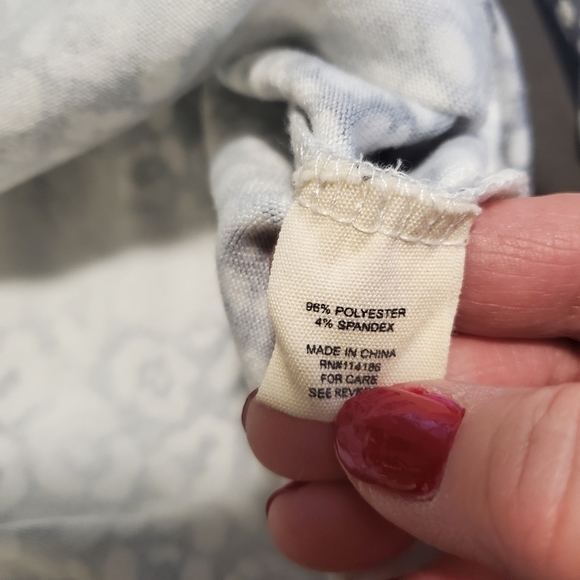 96% POLYESTER
4% SPANDEX
MADE IN CHINA
RN#114186
FOR CARE
SEE